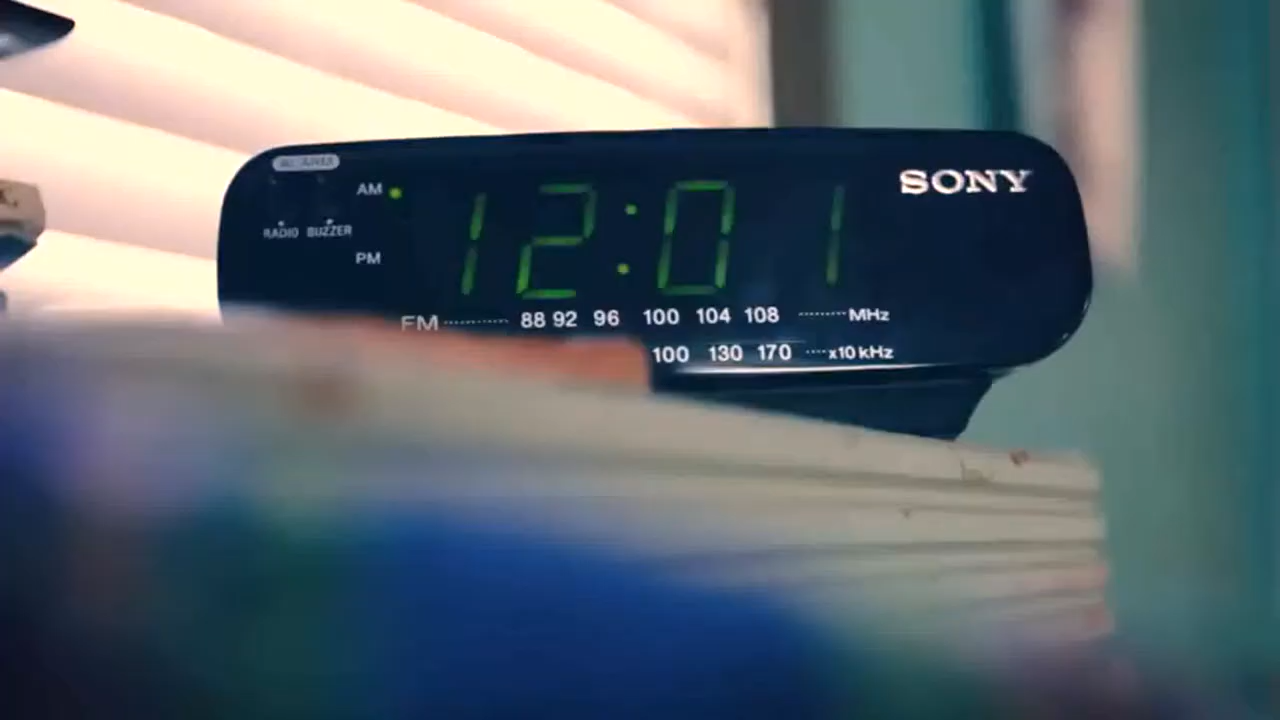 SONY
AM
12:01
RADIO BUZZER
PM
FM 88 92 96 100 104 108 MHz
100 130 170 x10 kHz